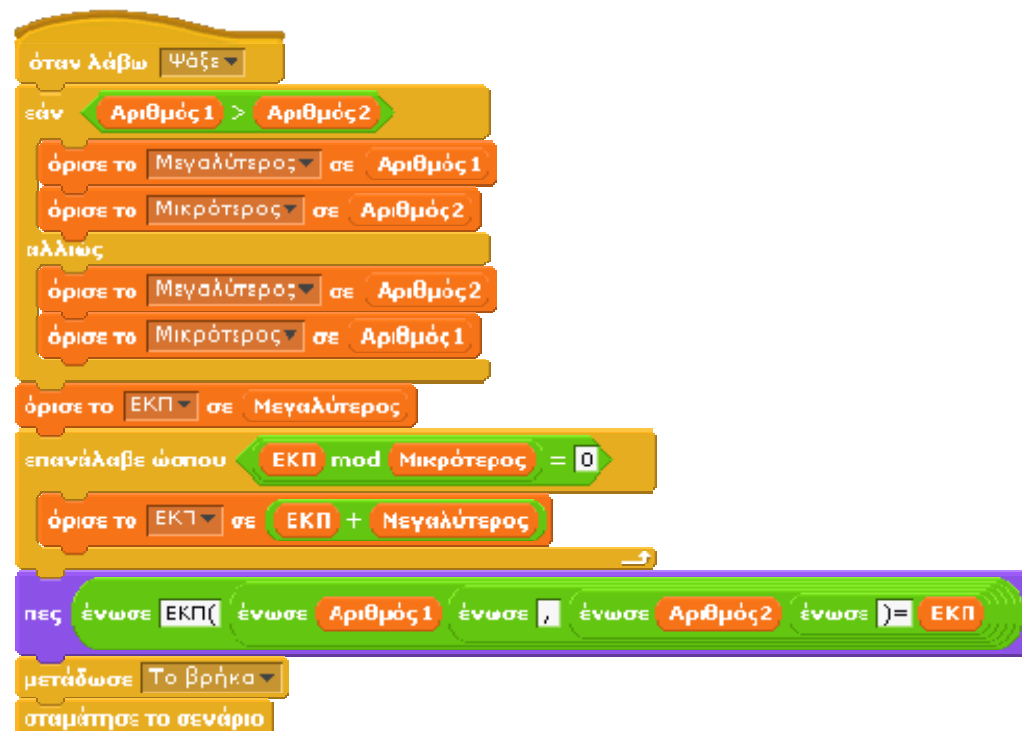 όταν λάβω Ψάξε
εάν Αριθμός1 > Αριθμός2
όρισε το Μεγαλύτερος σε Αριθμός1
όρισε το Μικρότερος σε Αριθμός2
αλλιώς
όρισε το Μεγαλύτερος σε Αριθμός2
όρισε το Μικρότερος σε Αριθμός1
όρισε το ΕΚΠ σε Μεγαλύτερος
επανάλαβε ώσπου ΕΚΠ mod Μικρότερος = 0
όρισε το ΕΚΠ σε ΕΚΠ + Μεγαλύτερος
πες ένωσε ΕΚΠ( ένωσε Αριθμός1 ένωσε , ένωσε Αριθμός2 ένωσε )= ΕΚΠ
μετάδωσε Το βρήκα
σταμάτησε το σενάριο